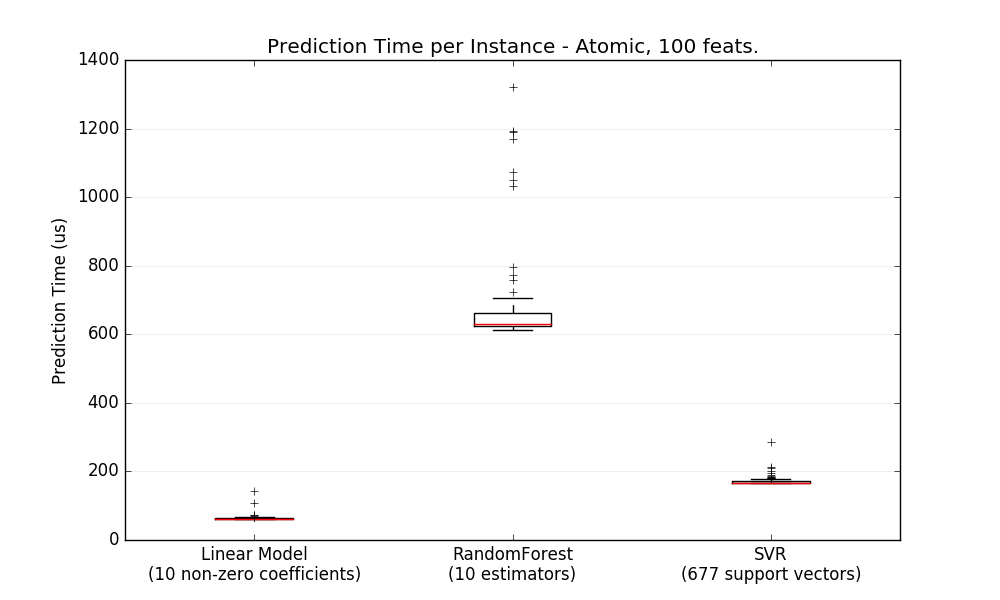 Prediction Time per Instance - Atomic, 100 feats.
1400
1200
1000
800
600
400
200
0
Prediction Time (us)
Linear Model
(10 non-zero coefficients)
RandomForest
(10 estimators)
SVR
(677 support vectors)